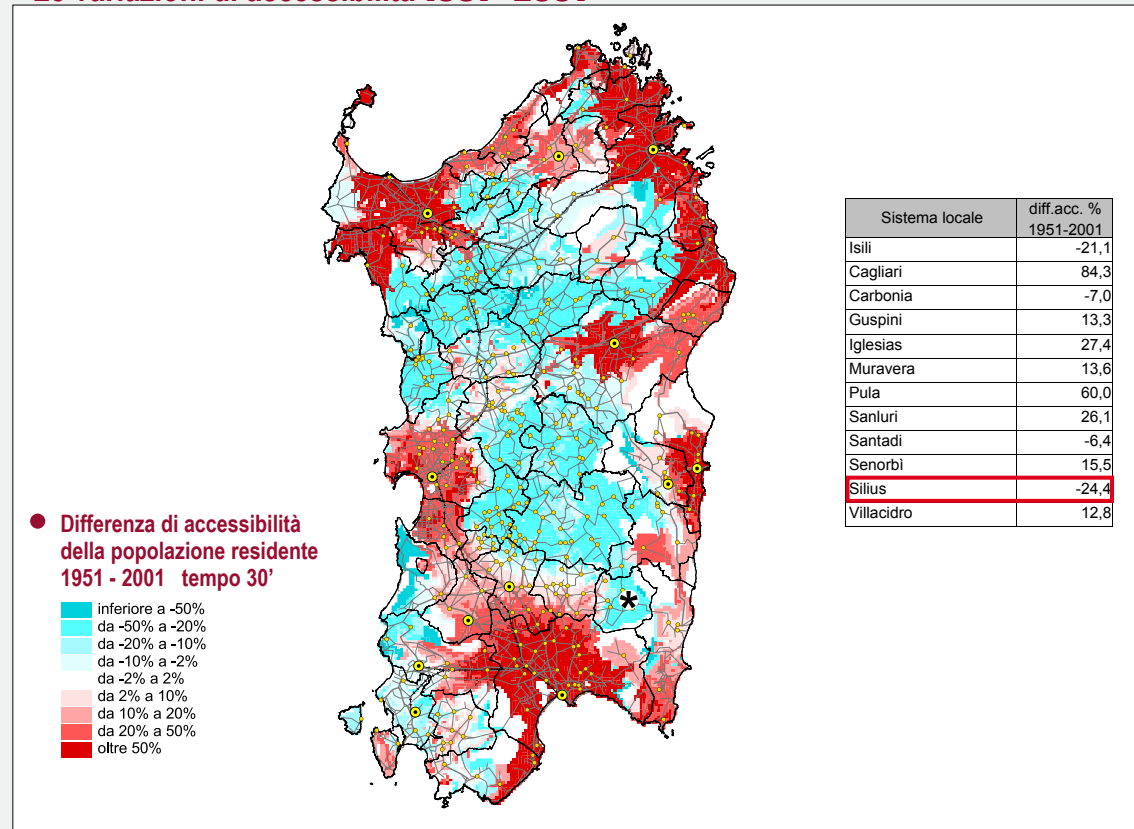 Sistema locale diff.acc. % 1951-2001
Isili -21,1
Cagliari 84,3
Carbonia -7,0
Guspini 13,3
Iglesias 27,4
Muravera 13,6
Pula 60,0
Sanluri 26,1
Santadi -6,4
Senorbì 15,5
Silius -24,4
Villacidro 12,8
Differenza di accessibilità
della popolazione residente
1951 - 2001 tempo 30’
inferiore a -50%
da -50% a -20%
da -20% a -10%
da -10% a -2%
da -2% a 2%
da 2% a 10%
da 10% a 20%
da 20% a 50%
oltre 50%
*